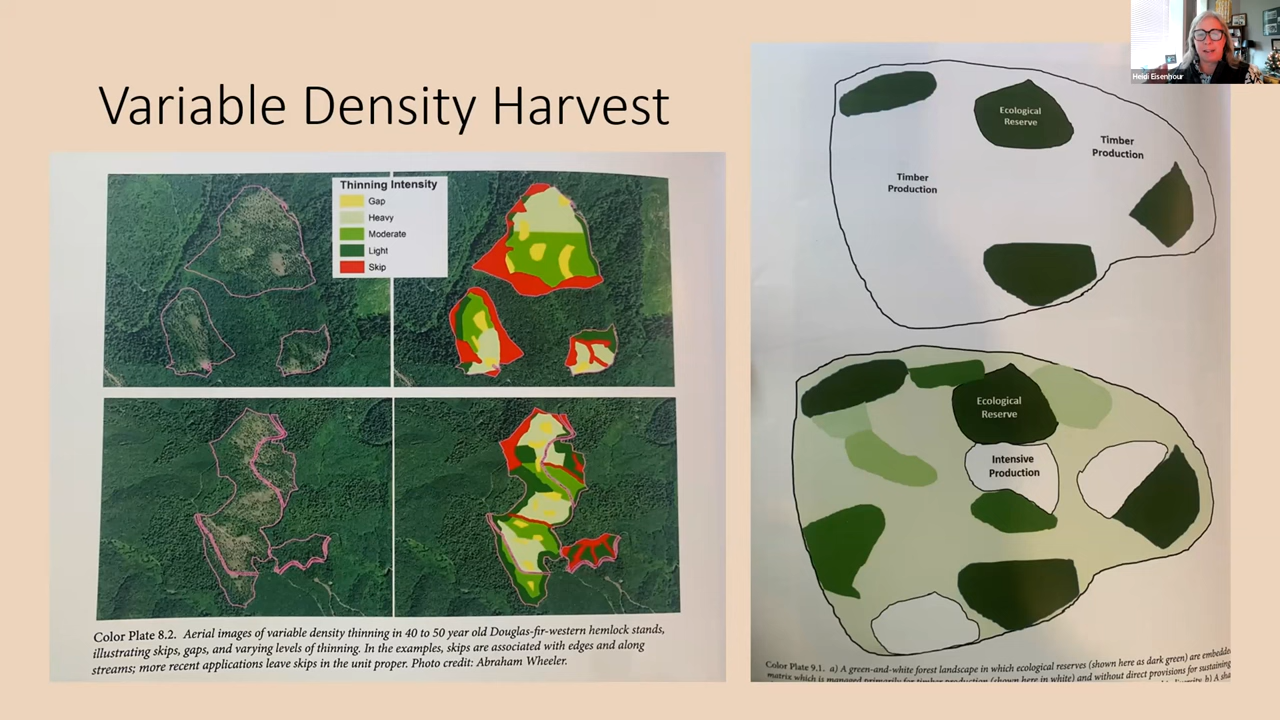 Variable Density Harvest
Heidi Eisenhour
Thinning Intensity
Gap
Heavy
Moderate
Light
Skip
Color Plate 8.2. Aerial images of variable density thinning in 40 to 50 year old Douglas-fir-western hemlock stands,
illustrating skips, gaps, and varying levels of thinning. In the examples, skips are associated with edges and along
streams; more recent applications leave skips in the unit proper. Photo credit: Abraham Wheeler.
Ecological
Reserve
Timber
Production
Timber
Production
Ecological
Reserve
Intensive
Production
Color Plate 9.1. a) A green-and-white forest landscape in which ecological reserves (shown here as dark green) are
matrix which is managed primarily for timber production (shown here in white) and without direct provisions for sustaining
b) A